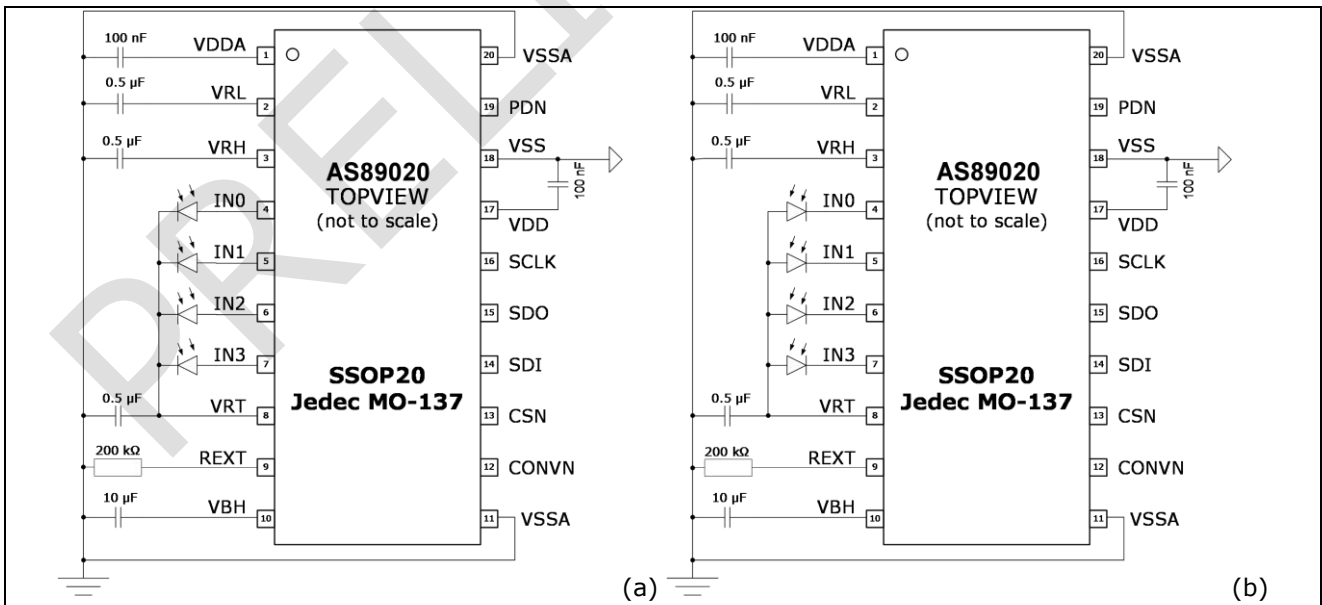 PRELI
100 nF
VDDA
1
20
VSSA
0.5 µF
VRL
2
19
PDN
0.5 µF
VRH
3
18
VSS
100 nF
AS89020
TOPVIEW
(not to scale)
IN0
4
17
VDD
IN1
5
16
SCLK
IN2
6
15
SDO
IN3
7
14
SDI
SSOP20
Jedec MO-137
0.5 µF
VRT
8
13
CSN
200 kΩ
REXT
9
12
CONVN
10 µF
VBH
10
11
VSSA
(a)
100 nF
VDDA
1
20
VSSA
0.5 µF
VRL
2
19
PDN
0.5 µF
VRH
3
18
VSS
100 nF
AS89020
TOPVIEW
(not to scale)
IN0
4
17
VDD
IN1
5
16
SCLK
IN2
6
15
SDO
IN3
7
14
SDI
SSOP20
Jedec MO-137
0.5 µF
VRT
8
13
CSN
200 kΩ
REXT
9
12
CONVN
10 µF
VBH
10
11
VSSA
(b)